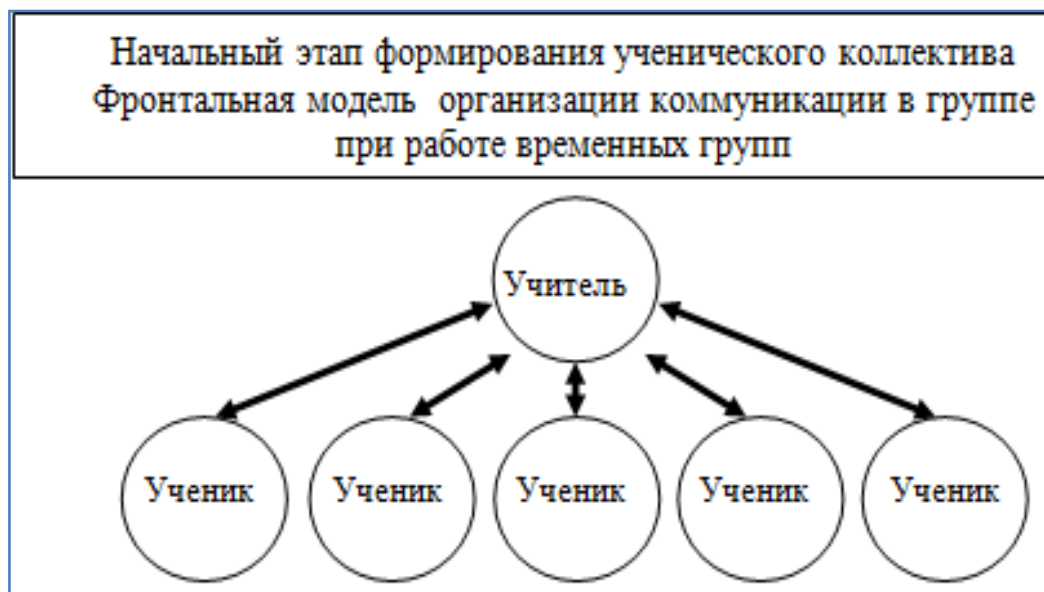 Начальный этап формирования ученического коллектива
Фронтальная модель организации коммуникации в группе
при работе временных групп
Учитель
Ученик
Ученик
Ученик
Ученик
Ученик